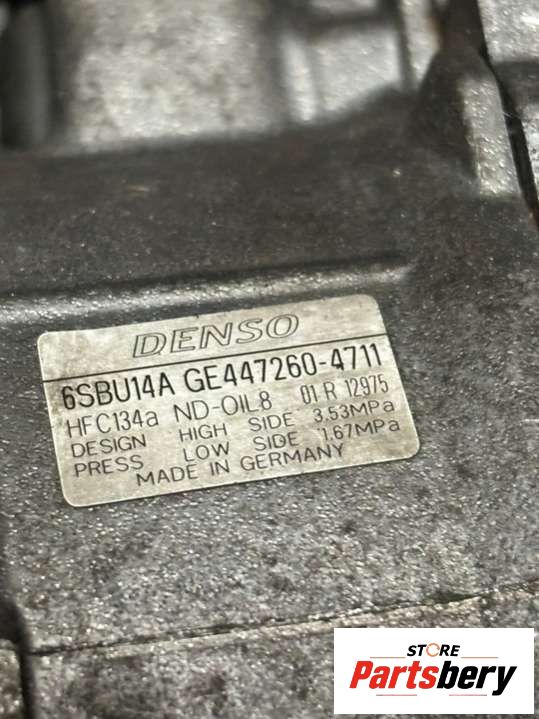 DENSO
6SBU14A GE447260-4711
HFC134a ND-OIL8 01 R 12975
DESIGN HIGH SIDE 3.53MPa
PRESS LOW SIDE 1.67MPa
MADE IN GERMANY
STORE
Partsbery